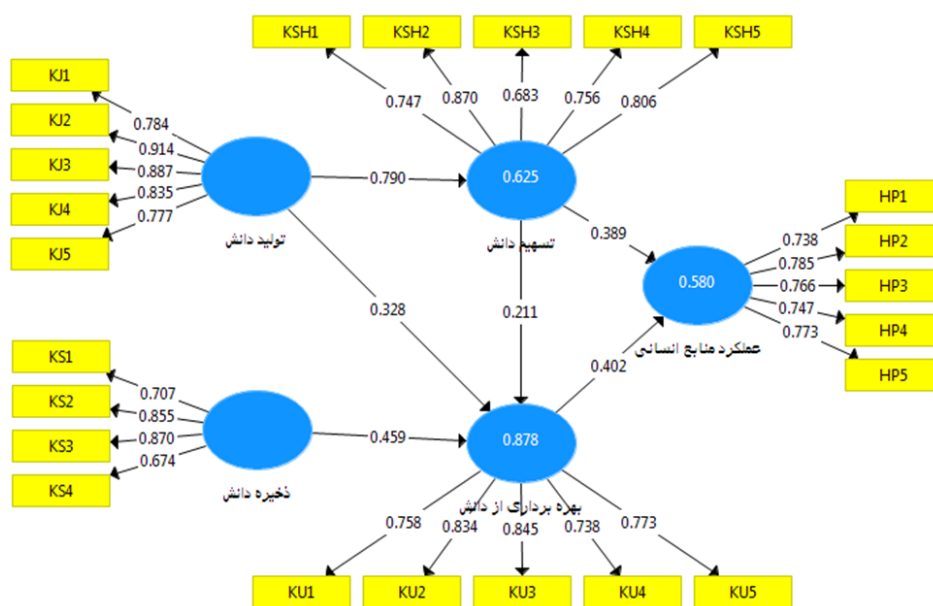 KSH1 KSH2 KSH3 KSH4 KSH5
0.747 0.870 0.683 0.756 0.806
KJ1
KJ2
KJ3
KJ4
KJ5
0.784
0.914
0.887
0.835
0.777
تولید دانش
0.790
0.625
تسهیم دانش
0.328
0.211
0.389
0.580
عملکرد منابع انسانی
0.402
HP1
HP2
HP3
HP4
HP5
0.738
0.785
0.766
0.747
0.773
KS1
KS2
KS3
KS4
0.707
0.855
0.870
0.674
ذخیره دانش
0.459
0.878
بهره برداری از دانش
0.758 0.834 0.845 0.738 0.773
KU1 KU2 KU3 KU4 KU5